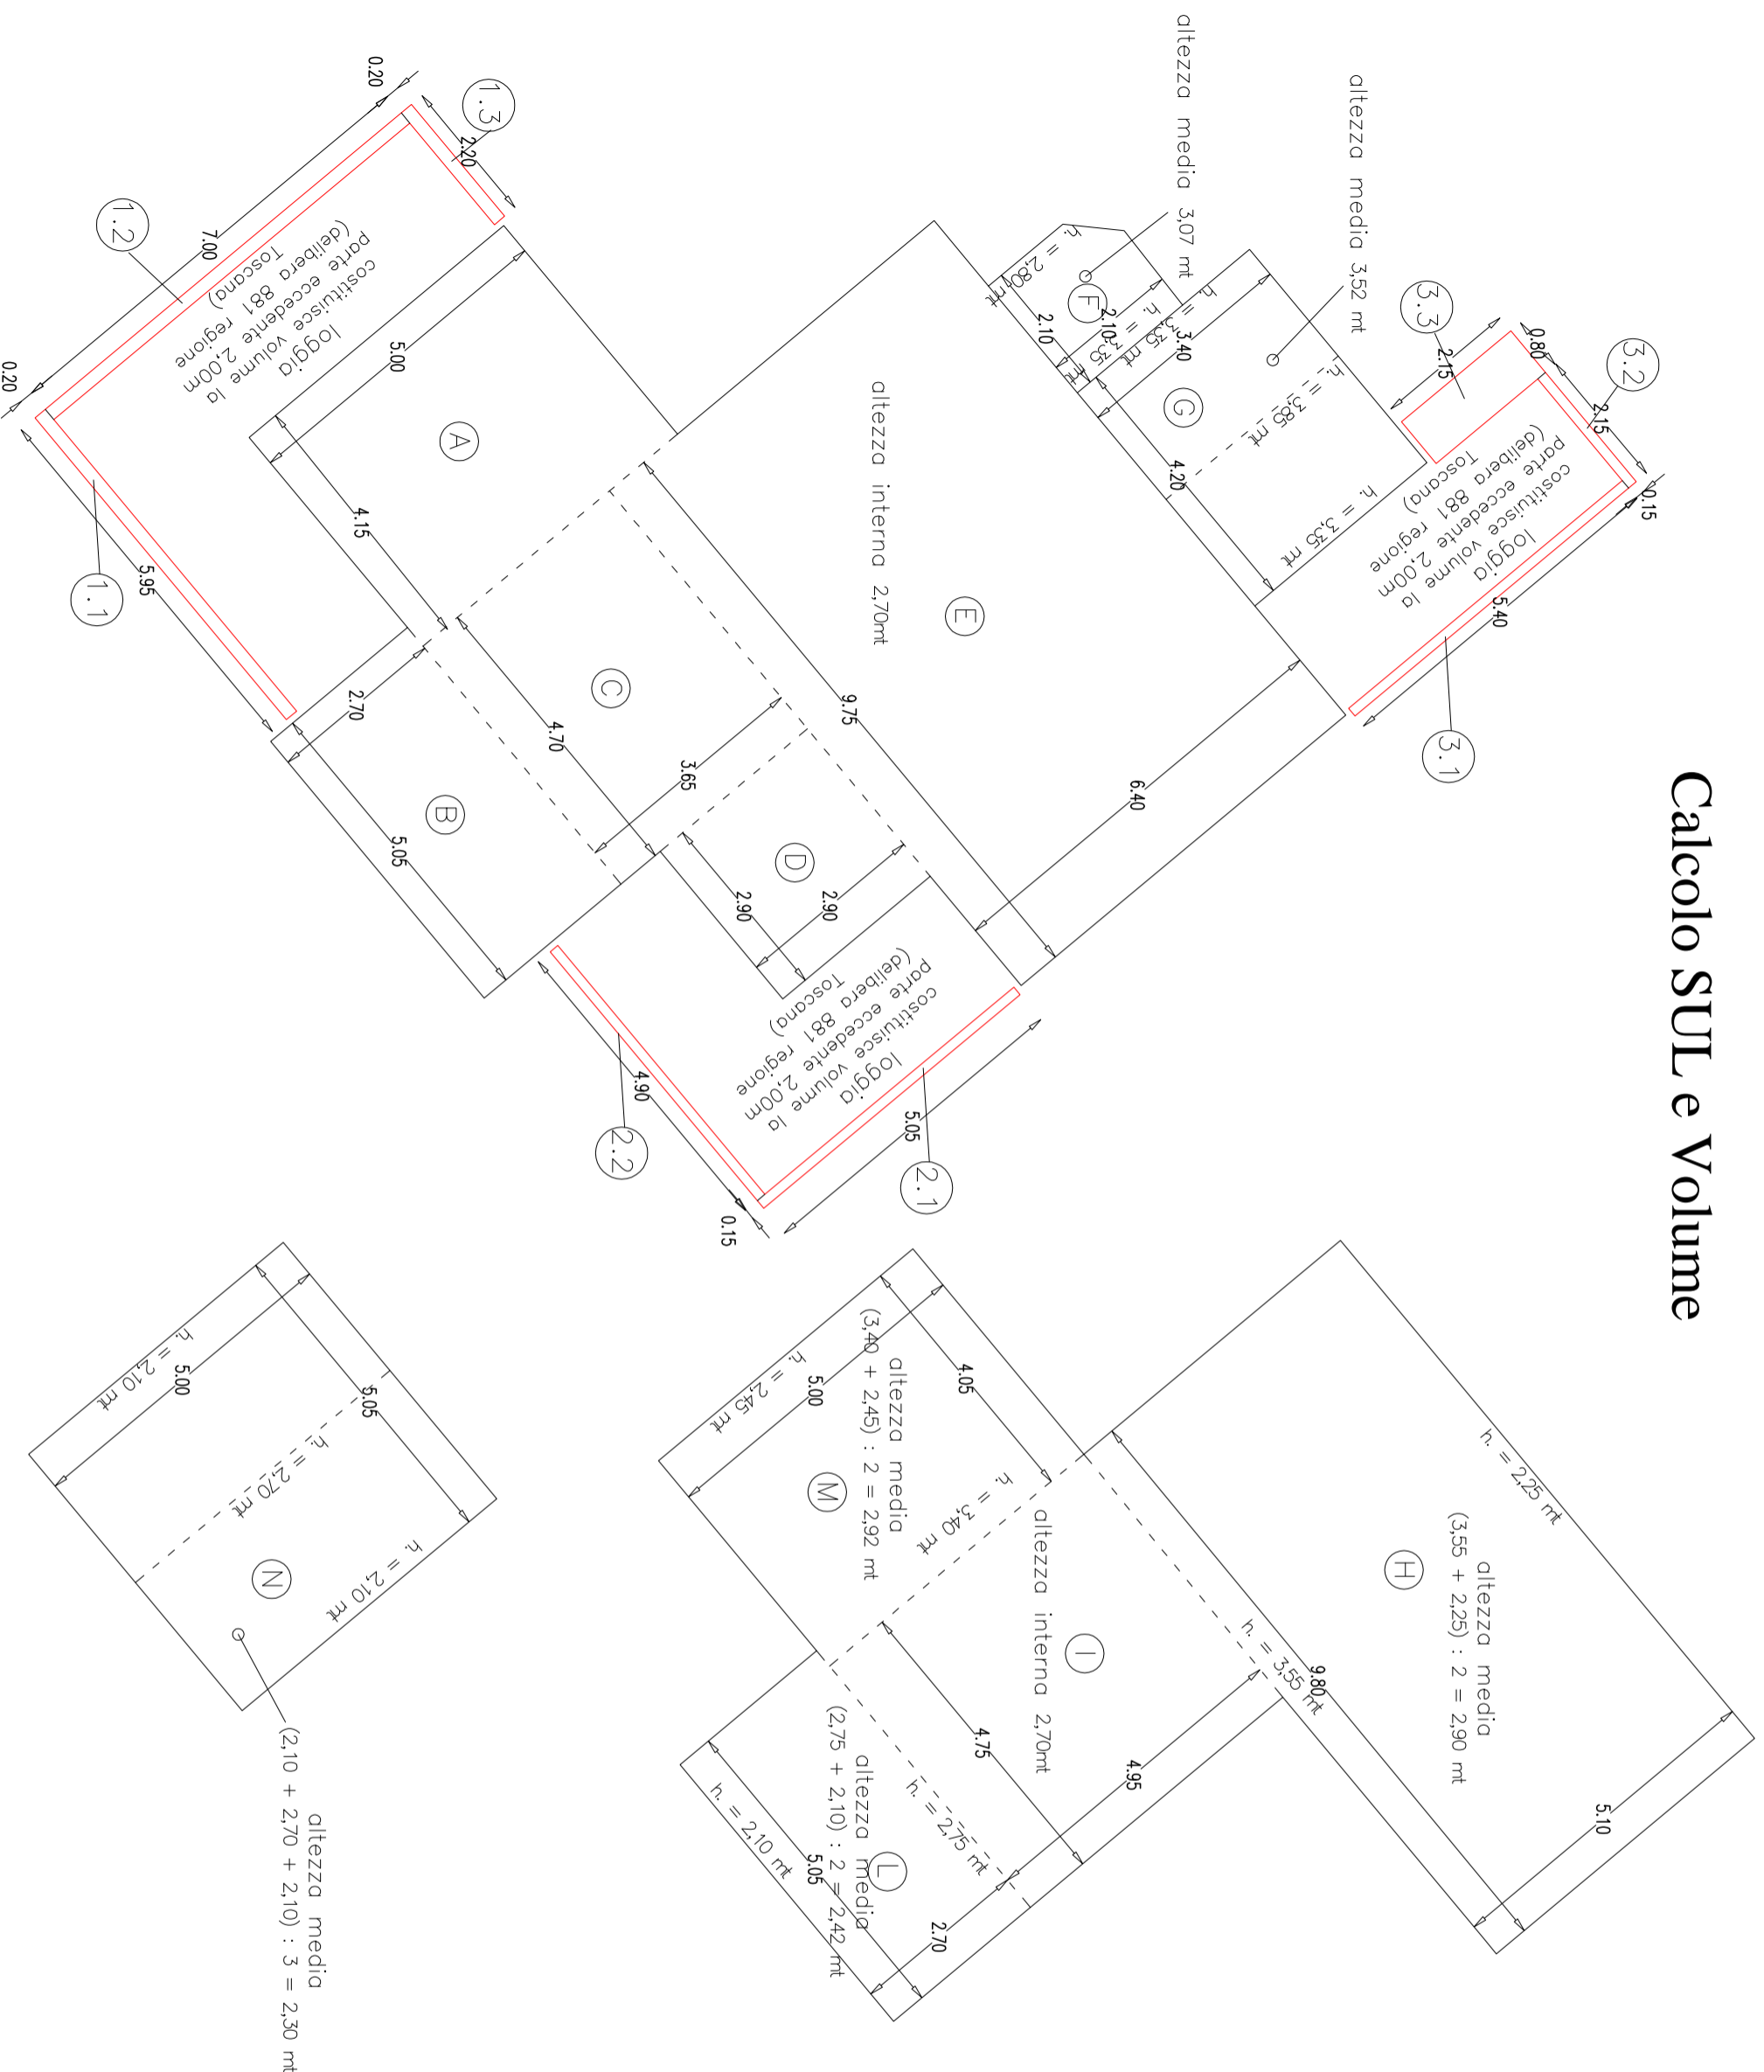 Calcolo SUL e Volume
altezza media 3,52 mt
altezza media 3,07 mt
3.3
3.2
3.1
0.80
2.15
2.15
0.15
5.40
loggia
costituisce volume la
parte eccedente 2,00m
(delibera 881 regione
Toscana)
h. = 3,85 mt
h. = 3,35 mt
h. = 3,35 mt
h. = 3,35 mt
h. = 2,80 mt
G
F
3.40
4.20
2.10
2.10
altezza interna 2,70mt
E
9.75
6.40
1.3
1.2
1.1
0.20
2.20
7.00
0.20
5.95
loggia
costituisce volume la
parte eccedente 2,00m
(delibera 881 regione
Toscana)
A
5.00
4.15
B
2.70
5.05
C
4.70
3.65
D
2.90
2.90
loggia
costituisce volume la
parte eccedente 2,00m
(delibera 881 regione
Toscana)
2.1
2.2
5.05
4.90
0.15
h. = 2,25 mt
altezza media
(3,55 + 2,25) : 2 = 2,90 mt
H
h. = 3,55 mt
9.80
5.10
altezza interna 2,70mt
I
4.95
4.75
altezza media
(3,40 + 2,45) : 2 = 2,92 mt
M
h. = 3,40 mt
h. = 2,45 mt
4.05
5.00
altezza media
(2,75 + 2,10) : 2 = 2,42 mt
L
h. = 2,75 mt
h. = 2,10 mt
2.70
5.05
N
h. = 2,10 mt
h. = 2,70 mt
h. = 2,10 mt
5.00
5.05
altezza media
(2,10 + 2,70 + 2,10) : 3 = 2,30 mt